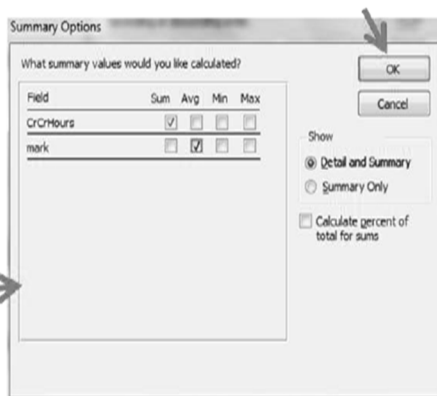 Summary Options
What summary values would you like calculated?
OK
Cancel
Field Sum Avg Min Max
CrCrHours
mark
Show
Detail and Summary
Summary Only
Calculate percent of
total for sums